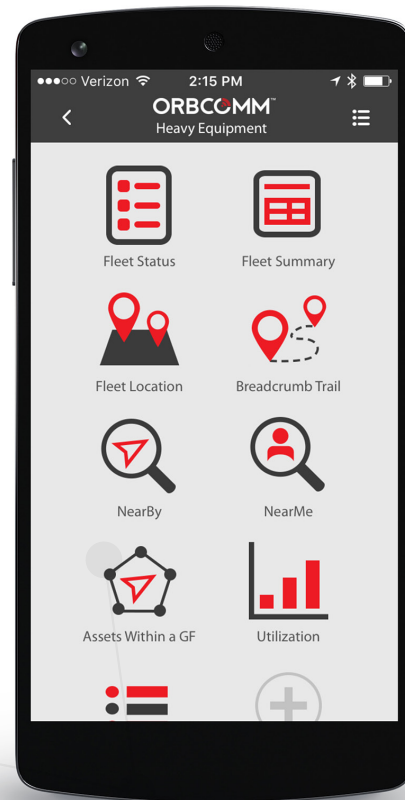 Verizon 2:15 PM
ORBCOMM™
Heavy Equipment
Fleet Status Fleet Summary
Fleet Location Breadcrumb Trail
NearBy NearMe
Assets Within a GF Utilization